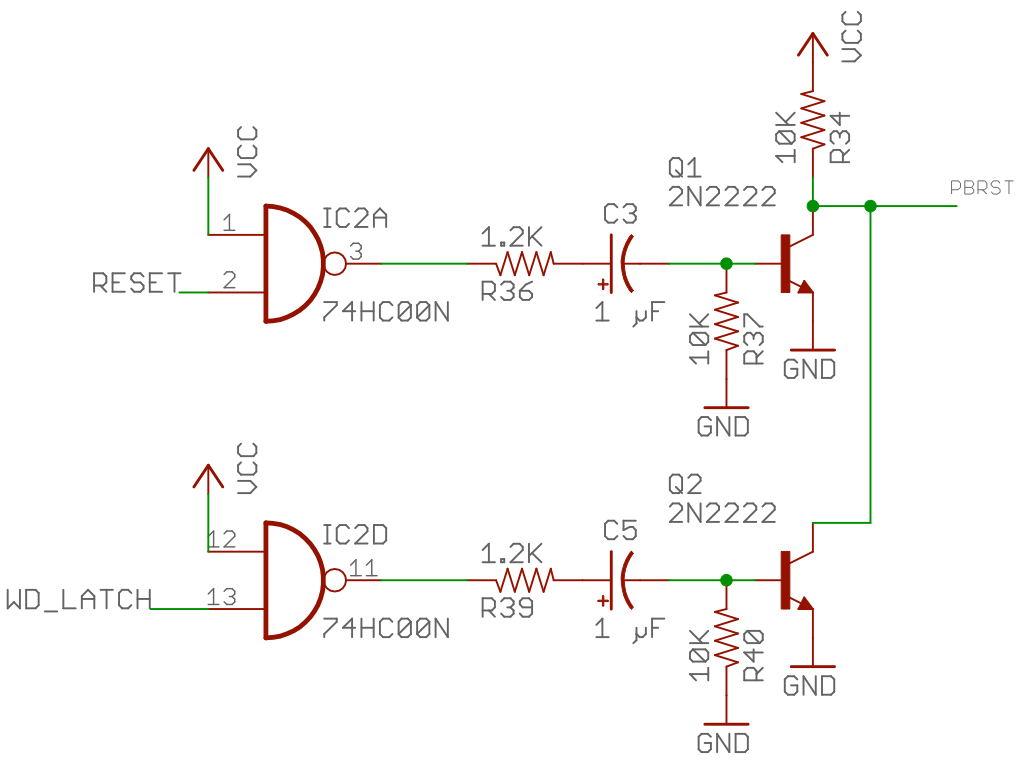 VCC
10K
R34
PBRST
Q1
2N2222
VCC
1
IC2A
3
C3
1.2K
RESET
2
R36
+
1 µF
74HC00N
10K
R37
GND
GND
VCC
Q2
2N2222
12
IC2D
11
C5
1.2K
WD_LATCH
13
R39
+
1 µF
74HC00N
10K
R40
GND
GND